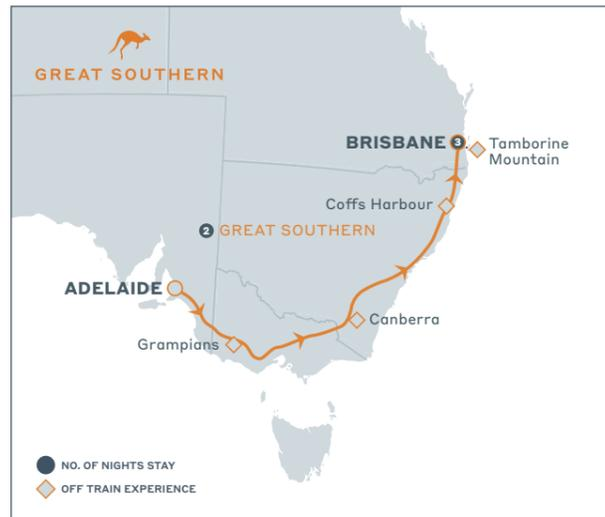 GREAT SOUTHERN
BRISBANE 3
Tamborine
Mountain
Coffs Harbour
2 GREAT SOUTHERN
ADELAIDE
Canberra
Grampians
NO. OF NIGHTS STAY
OFF TRAIN EXPERIENCE